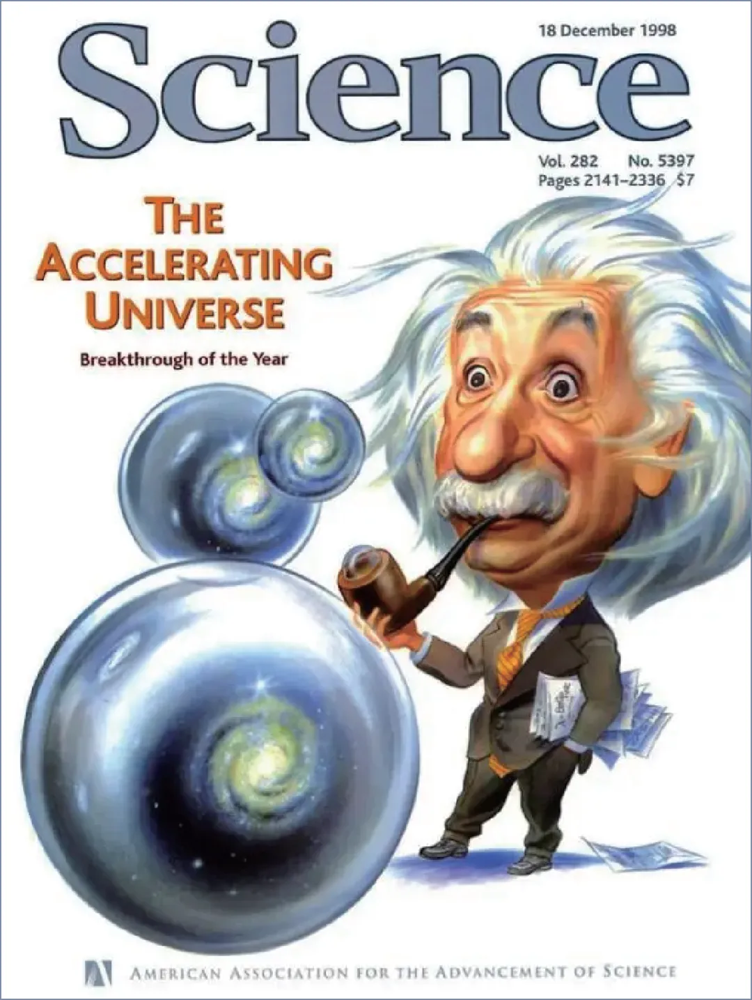 Science
18 December 1998
Vol. 282 No. 5397
Pages 2141–2336 $7
THE
ACCELERATING
UNIVERSE
Breakthrough of the Year
AMERICAN ASSOCIATION FOR THE ADVANCEMENT OF SCIENCE